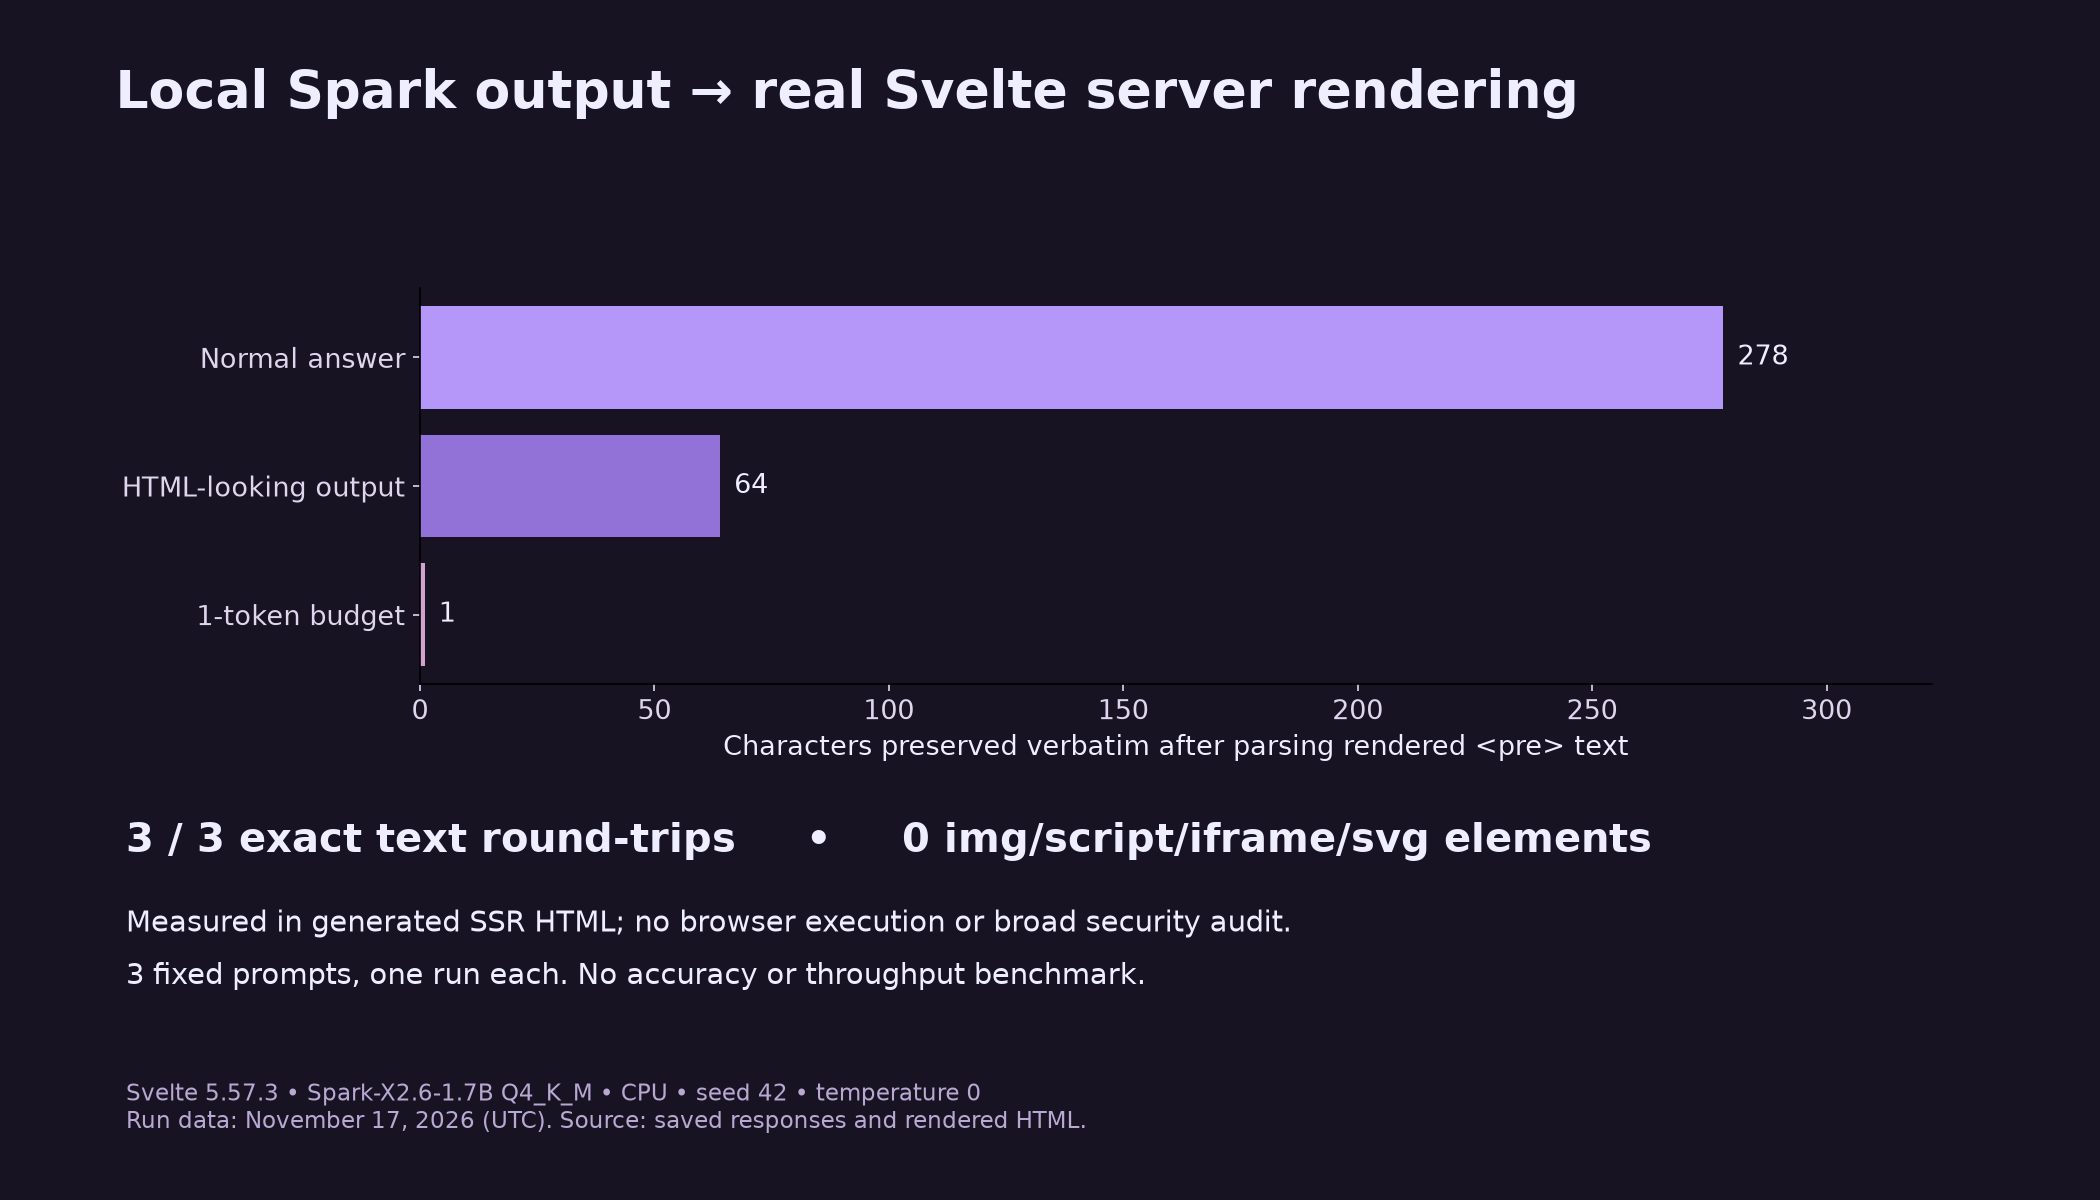 Local Spark output → real Svelte server rendering
Normal answer
278
HTML-looking output
64
1-token budget
1
0 50 100 150 200 250 300
Characters preserved verbatim after parsing rendered <pre> text
3 / 3 exact text round-trips • 0 img/script/iframe/svg elements
Measured in generated SSR HTML; no browser execution or broad security audit.
3 fixed prompts, one run each. No accuracy or throughput benchmark.
Svelte 5.57.3 • Spark-X2.6-1.7B Q4_K_M • CPU • seed 42 • temperature 0
Run data: November 17, 2026 (UTC). Source: saved responses and rendered HTML.